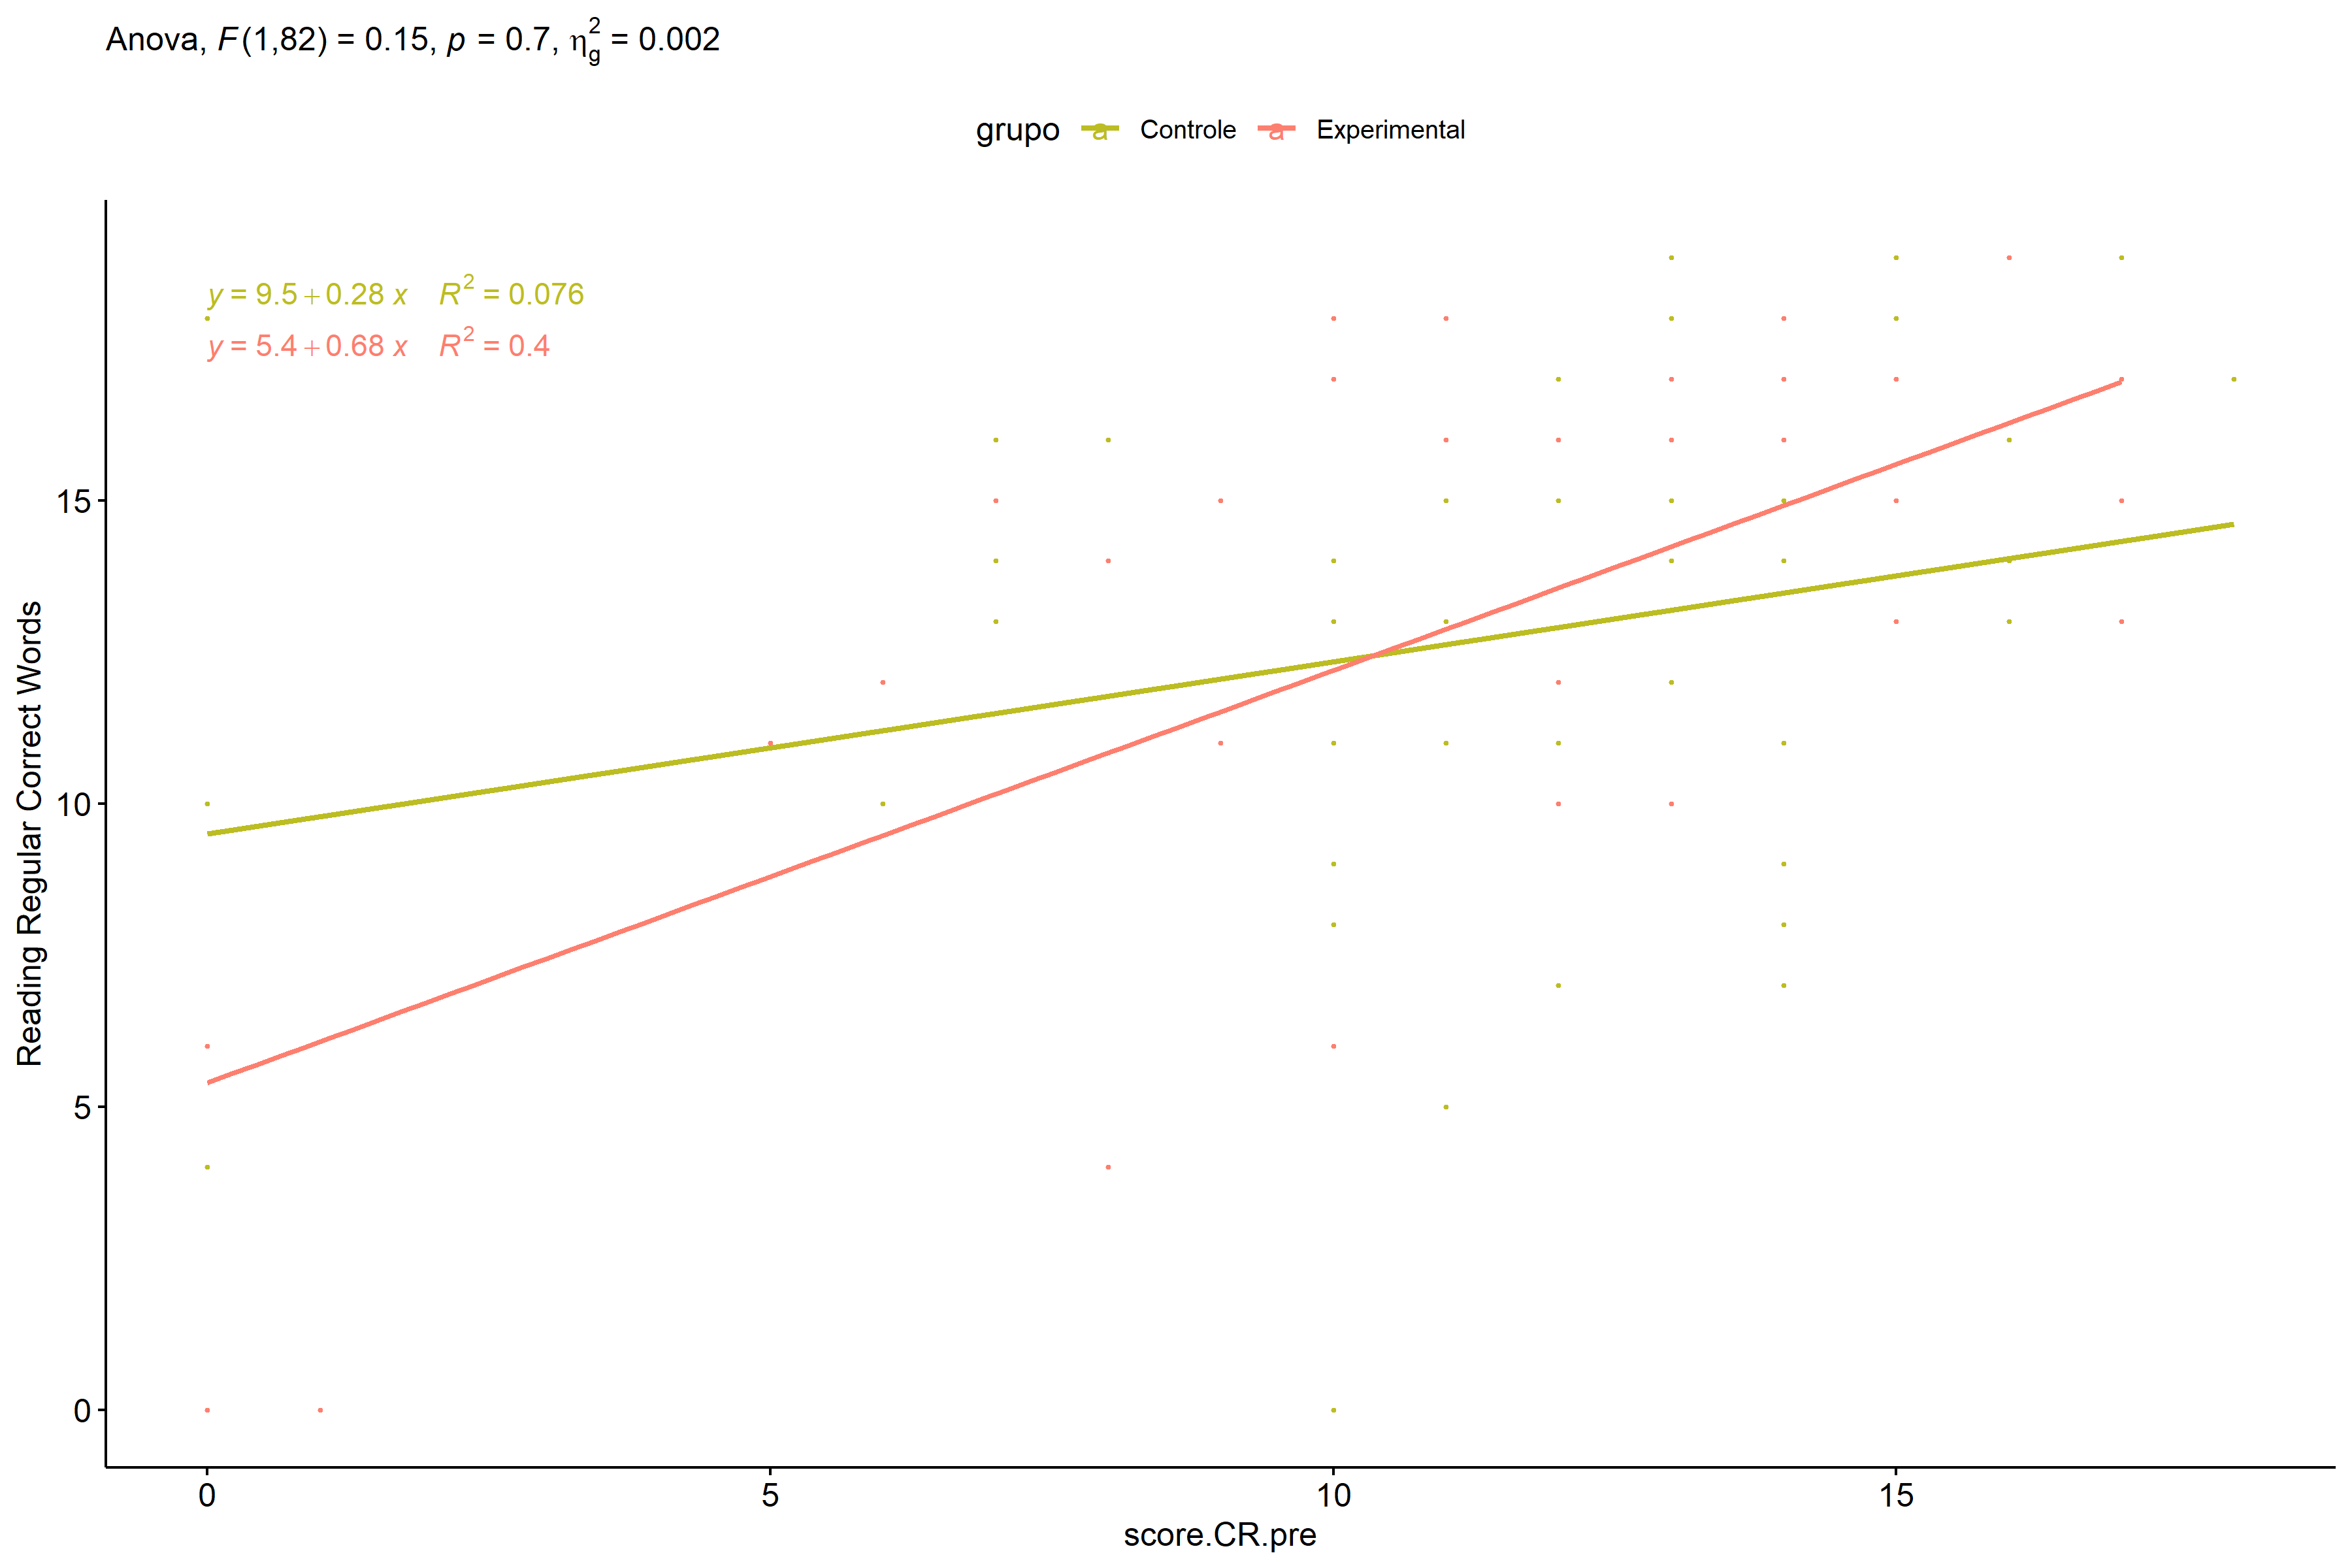 Anova, F(1,82) = 0.15, p = 0.7, η²g = 0.002
grupo a Controle a Experimental
y = 9.5 + 0.28 x R² = 0.076
y = 5.4 + 0.68 x R² = 0.4
Reading Regular Correct Words
15
10
5
0
0 5 10 15
score.CR.pre